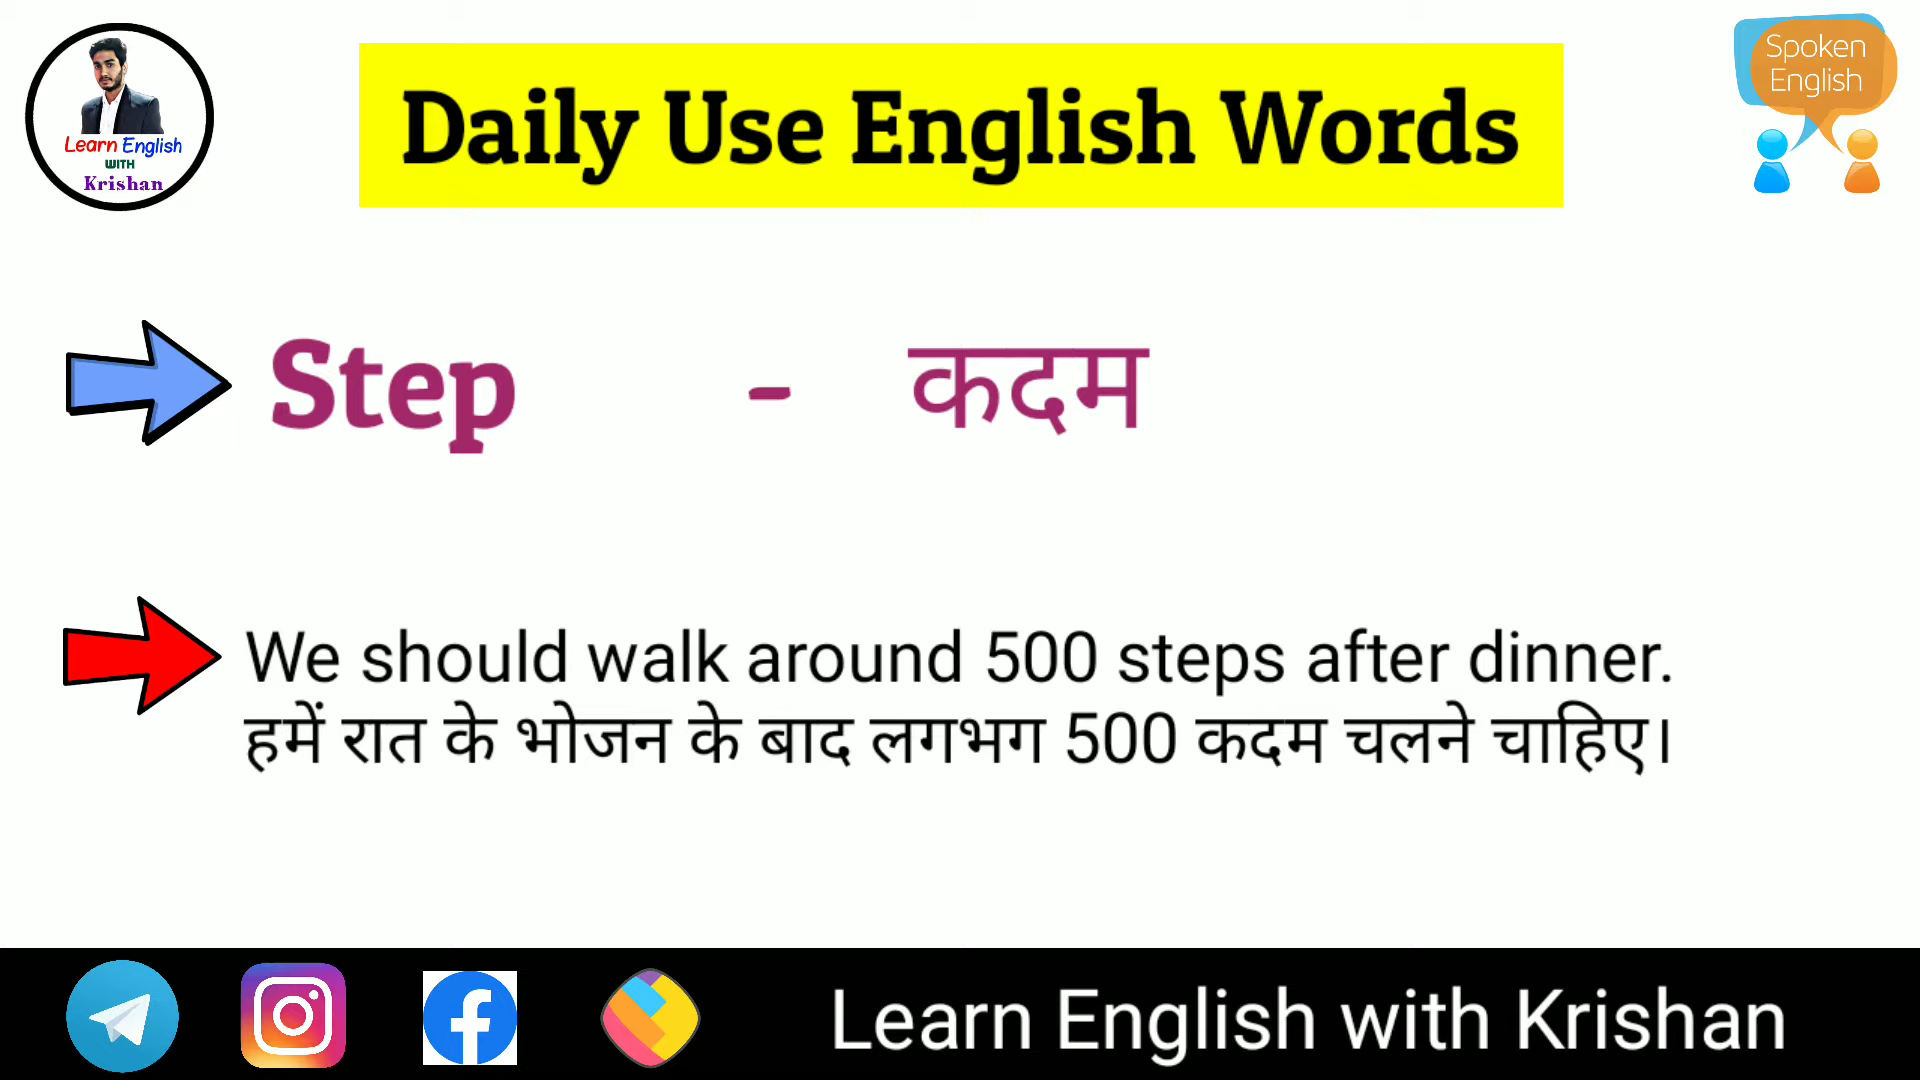 Learn English
WITH
Krishan
Daily Use English Words
Spoken
English
Step - कदम
We should walk around 500 steps after dinner.
हमें रात के भोजन के बाद लगभग 500 कदम चलने चाहिए।
Learn English with Krishan